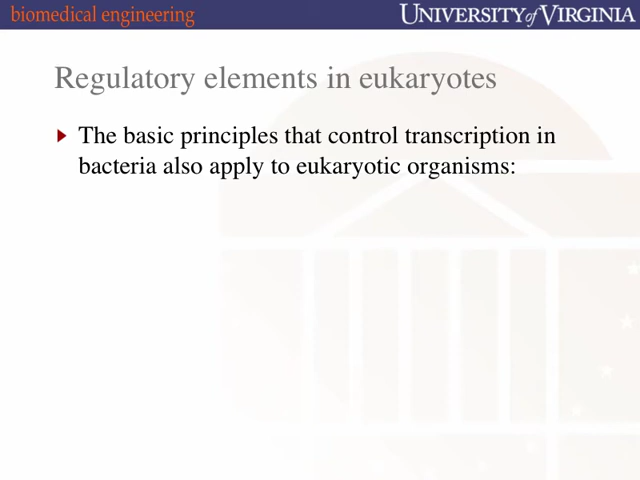 biomedical engineering
UNIVERSITY of VIRGINIA
Regulatory elements in eukaryotes
The basic principles that control transcription in
bacteria also apply to eukaryotic organisms: